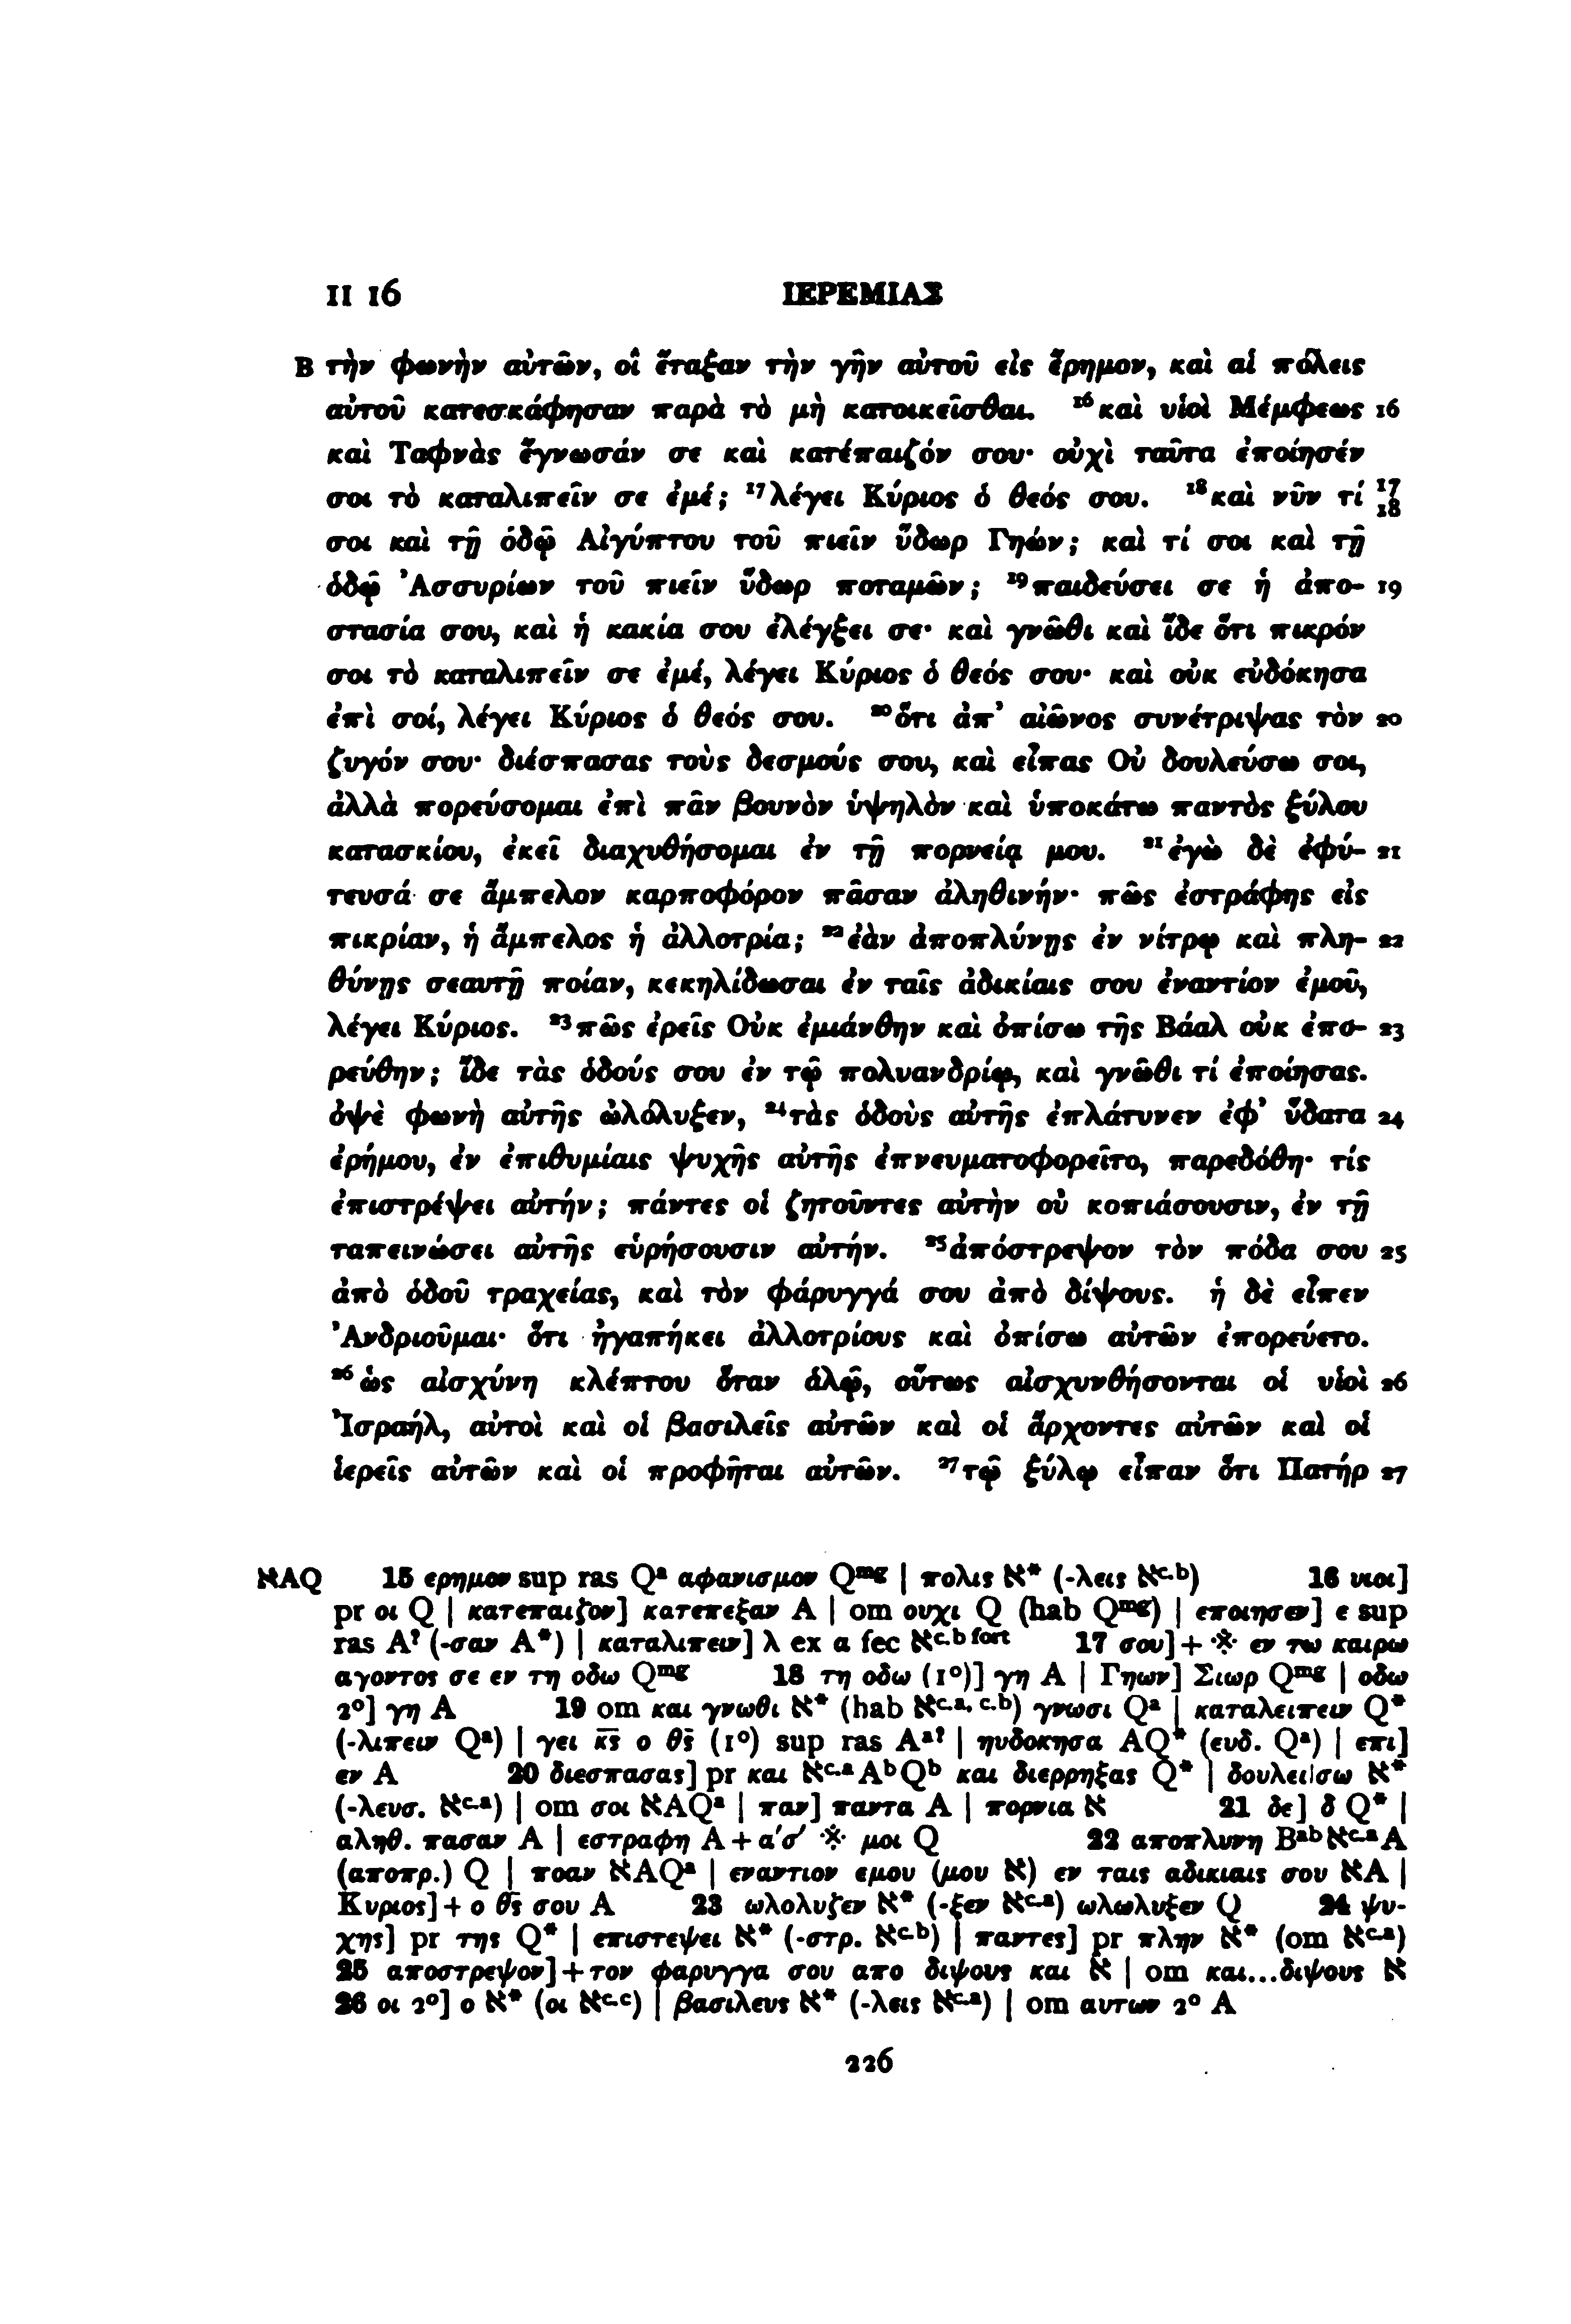 II 16 ΙΕΡΕΜΙΑΣ
B τὴν φωνὴν αὐτῶν, οἳ ἔταξαν τὴν γῆν αὐτοῦ εἰς ἔρημον, καὶ αἱ πόλεις
αὐτοῦ κατεσκάφησαν παρὰ τὸ μὴ κατοικεῖσθαι. ¹⁶καὶ υἱοὶ Μέμφεως 16
καὶ Ταφνὰς ἔγνωσάν σε καὶ κατέπαιζόν σου· οὐχὶ ταῦτα ἐποίησέν
σοι τὸ καταλιπεῖν σε ἐμέ; ¹⁷λέγει Κύριος ὁ θεός σου. ¹⁸καὶ νῦν τί 17 18
σοι καὶ τῇ ὁδῷ Αἰγύπτου τοῦ πιεῖν ὕδωρ Γηών; καὶ τί σοι καὶ τῇ
ὁδῷ Ἀσσυρίων τοῦ πιεῖν ὕδωρ ποταμῶν; ¹⁹παιδεύσει σε ἡ ἀπο- 19
στασία σου, καὶ ἡ κακία σου ἐλέγξει σε· καὶ γνῶθι καὶ ἴδε ὅτι πικρόν
σοι τὸ καταλιπεῖν σε ἐμέ, λέγει Κύριος ὁ θεός σου· καὶ οὐκ εὐδόκησα
ἐπὶ σοί, λέγει Κύριος ὁ θεός σου. ²⁰ὅτι ἀπ’ αἰῶνος συνέτριψας τὸν 20
ζυγόν σου· διέσπασας τοὺς δεσμούς σου, καὶ εἶπας Οὐ δουλεύσω σοι,
ἀλλὰ πορεύσομαι ἐπὶ πᾶν βουνὸν ὑψηλὸν καὶ ὑποκάτω παντὸς ξύλου
κατασκίου, ἐκεῖ διαχυθήσομαι ἐν τῇ πορνείᾳ μου. ²¹ἐγὼ δὲ ἐφύ- 21
τευσά σε ἄμπελον καρποφόρον πᾶσαν ἀληθινήν· πῶς ἐστράφης εἰς
πικρίαν, ἡ ἄμπελος ἡ ἀλλοτρία; ²²ἐὰν ἀποπλύνῃς ἐν νίτρῳ καὶ πλη- 22
θύνῃς σεαυτῇ ποίαν, κεκηλίδωσαι ἐν ταῖς ἀδικίαις σου ἐναντίον ἐμοῦ,
λέγει Κύριος. ²³πῶς ἐρεῖς Οὐκ ἐμιάνθην καὶ ὀπίσω τῆς Βάαλ οὐκ ἐπο- 23
ρεύθην; ἴδε τὰς ὁδούς σου ἐν τῷ πολυανδρίῳ, καὶ γνῶθι τί ἐποίησας.
ὀψὲ φωνὴ αὐτῆς ὠλόλυξεν, ²⁴τὰς ὁδοὺς αὐτῆς ἐπλάτυνεν ἐφ’ ὕδατα 24
ἐρήμου, ἐν ἐπιθυμίαις ψυχῆς αὐτῆς ἐπνευματοφορεῖτο, παρεδόθη· τίς
ἐπιστρέψει αὐτήν; πάντες οἱ ζητοῦντες αὐτὴν οὐ κοπιάσουσιν, ἐν τῇ
ταπεινώσει αὐτῆς εὑρήσουσιν αὐτήν. ²⁵ἀπόστρεψον τὸν πόδα σου 25
ἀπὸ ὁδοῦ τραχείας, καὶ τὸν φάρυγγά σου ἀπὸ δίψους. ἡ δὲ εἶπεν
Ἀνδριοῦμαι· ὅτι ἠγαπήκει ἀλλοτρίους καὶ ὀπίσω αὐτῶν ἐπορεύετο.
²⁶ὡς αἰσχύνη κλέπτου ὅταν ἁλῷ, οὕτως αἰσχυνθήσονται οἱ υἱοὶ 26
Ἰσραήλ, αὐτοὶ καὶ οἱ βασιλεῖς αὐτῶν καὶ οἱ ἄρχοντες αὐτῶν καὶ οἱ
ἱερεῖς αὐτῶν καὶ οἱ προφῆται αὐτῶν. ²⁷τῷ ξύλῳ εἶπαν ὅτι Πατήρ 27
אAQ 15 ερημον sup ras Qᵃ αφανισμον Qᵐᵍ | πολις א* (-λεις אᶜ·ᵇ) 16 υιοι]
pr οι Q | κατεπαιζον] κατεπεξαν A | om ουχι Q (hab Qᵐᵍ) | εποιησεν] ε sup
ras A? (-σαν A*) | καταλιπειν] λ ex α fec אᶜ·ᵇ ᶠᵒʳᵗ 17 σου]+※ εν τω καιρω
αγοντος σε εν τη οδω Qᵐᵍ 18 τη οδω (1°)] γη A | Γηων] Σιωρ Qᵐᵍ | οδω
2°] γη A 19 om και γνωθι א* (hab אᶜ·ᵃ, ᶜ·ᵇ) γνωσι Qᵃ | καταλειπειν Q*
(-λιπειν Qᵃ) | γει κ̅ς̅ ο θ̅ς̅ (1°) sup ras Aᵃ? | ηυδοκησα AQ* (ευδ. Qᵃ) | επι]
εν A 20 διεσπασας] pr και אᶜ·ᵃ Aᵇ Qᵇ και διερρηξας Q* | δουλει|σω א*
(-λευσ. אᶜ·ᵃ) | om σοι אAQᵃ | παν] παντα A | πορνια א 21 δε] δ Q* |
αληθ. πασαν A | εστραφη A + α′σ′ ※ μοι Q 22 αποπλυνη Bᵃᵇ אᶜ·ᵃ A
(αποπρ.) Q | ποαν אAQᵃ | εναντιον εμου (μου א) εν ταις αδικιαις σου אA |
Κυριος]+ο θ̅ς̅ σου A 23 ωλολυζεν א* (-ξεν אᶜ·ᵃ) ωλωλυξεν Q 24 ψυ-
χης] pr της Q* | επιστεψει א* (-στρ. אᶜ·ᵇ) | παντες] pr πλην א* (om אᶜ·ᵃ)
25 αποστρεψον]+τον φαρυγγα σου απο διψους και א | om και...διψους א
26 οι 2°] ο א* (οι אᶜ·ᶜ) | βασιλευς א* (-λεις אᶜ·ᵃ) | om αυτων 2° A
226